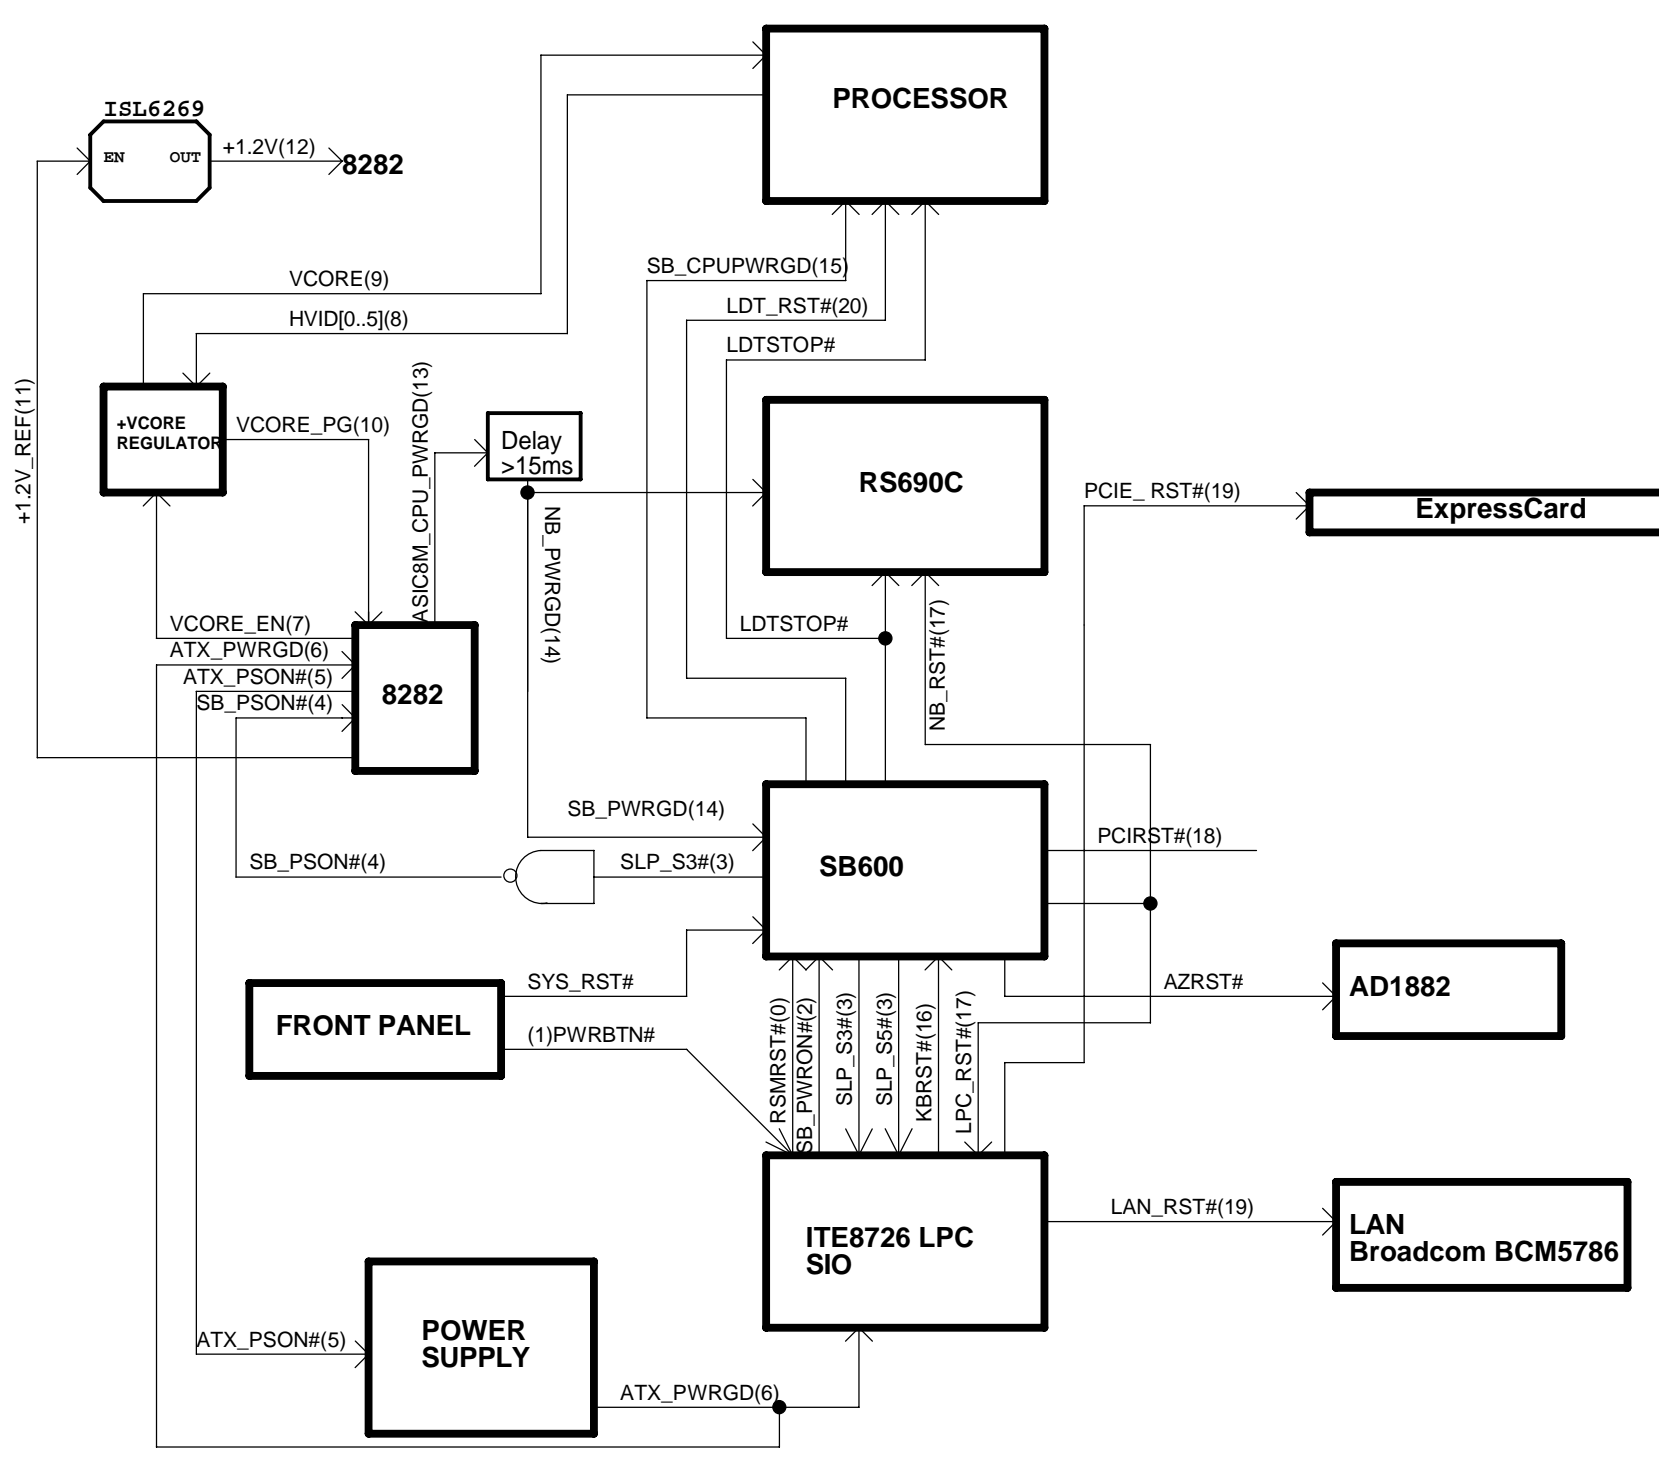 PROCESSOR
ISL6269
EN
OUT
+1.2V(12)
8282
SB_CPUPWRGD(15)
VCORE(9)
LDT_RST#(20)
HVID[0..5](8)
LDTSTOP#
+1.2V_REF(11)
+VCORE
REGULATOR
VCORE_PG(10)
ASIC8M_CPU_PWRGD(13)
Delay
>15ms
RS690C
PCIE_ RST#(19)
ExpressCard
NB_PWRGD(14)
VCORE_EN(7)
ATX_PWRGD(6)
ATX_PSON#(5)
SB_PSON#(4)
8282
LDTSTOP#
NB_RST#(17)
SB_PWRGD(14)
PCIRST#(18)
SB_PSON#(4)
SLP_S3#(3)
SB600
SYS_RST#
FRONT PANEL
(1)PWRBTN#
RSMRST#(0)
SB_PWRON#(2)
SLP_S3#(3)
SLP_S5#(3)
KBRST#(16)
LPC_RST#(17)
AZRST#
AD1882
LAN_RST#(19)
LAN
Broadcom BCM5786
ITE8726 LPC
SIO
ATX_PSON#(5)
POWER
SUPPLY
ATX_PWRGD(6)